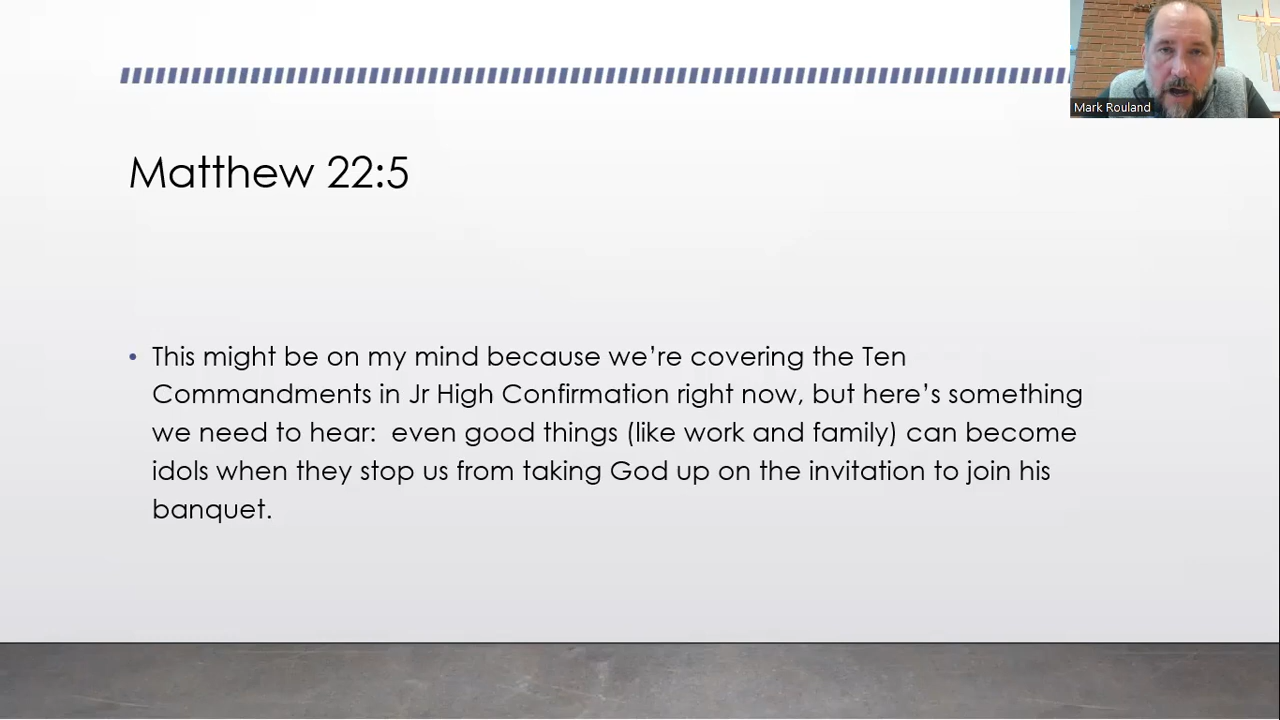 Mark Rouland
Matthew 22:5
• This might be on my mind because we’re covering the Ten
Commandments in Jr High Confirmation right now, but here’s something
we need to hear:  even good things (like work and family) can become
idols when they stop us from taking God up on the invitation to join his
banquet.